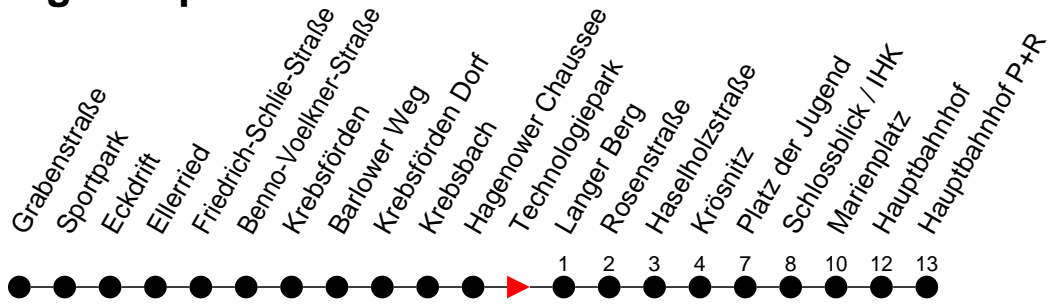 Grabenstraße
Sportpark
Eckdrift
Ellerried
Friedrich-Schlie-Straße
Benno-Voelkner-Straße
Krebsförden
Barlower Weg
Krebsförden Dorf
Krebsbach
Hagenower Chaussee
Technologiepark
Langer Berg
Rosenstraße
Haselholzstraße
Krösnitz
Platz der Jugend
Schlossblick / IHK
Marienplatz
Hauptbahnhof
Hauptbahnhof P+R
1 2 3 4 7 8 10 12 13